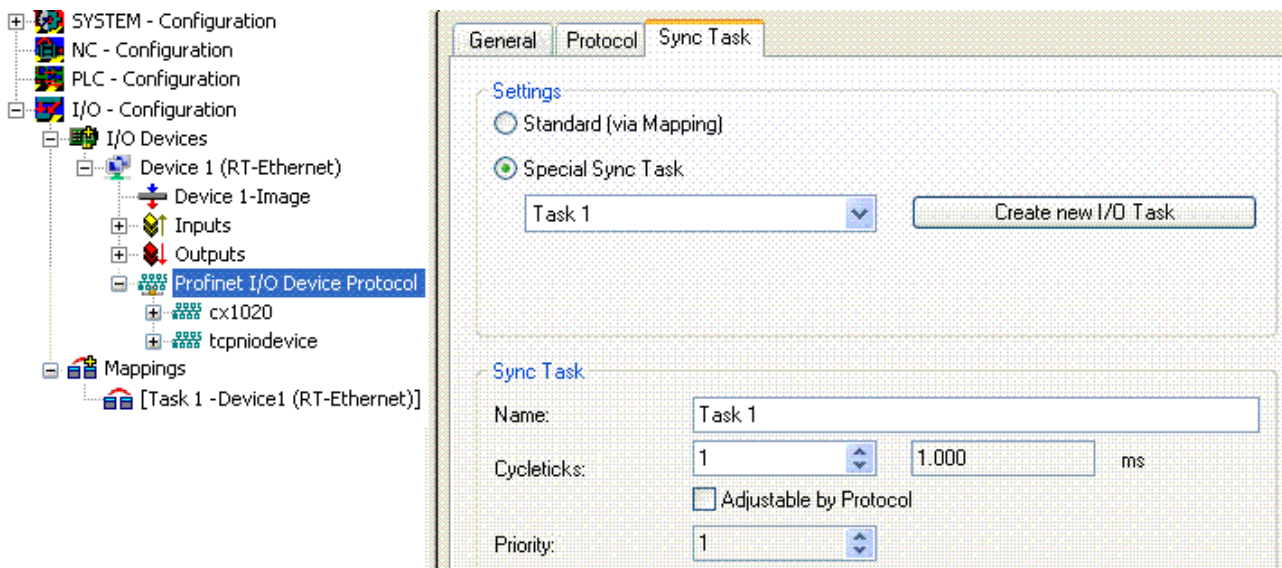 SYSTEM - Configuration
NC - Configuration
PLC - Configuration
I/O - Configuration
I/O Devices
Device 1 (RT-Ethernet)
Device 1-Image
Inputs
Outputs
Profinet I/O Device Protocol
cx1020
tcpniodevice
Mappings
[Task 1 -Device1 (RT-Ethernet)]
General Protocol Sync Task
Settings
Standard (via Mapping)
Special Sync Task
Task 1 Create new I/O Task
Sync Task
Name: Task 1
Cycleticks: 1 1.000 ms
Adjustable by Protocol
Priority: 1